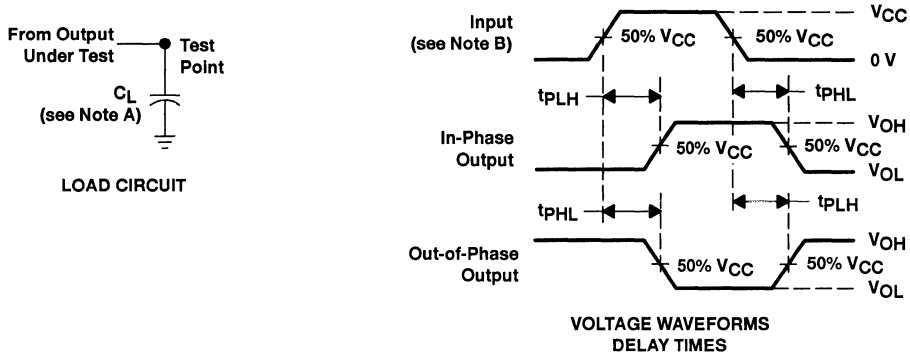 From Output
Under Test
Test
Point
CL
(see Note A)
LOAD CIRCUIT
Input
(see Note B)
50% VCC
50% VCC
VCC
0 V
tPLH
tPHL
In-Phase
Output
50% VCC
50% VCC
VOH
VOL
tPHL
tPLH
Out-of-Phase
Output
50% VCC
50% VCC
VOH
VOL
VOLTAGE WAVEFORMS
DELAY TIMES